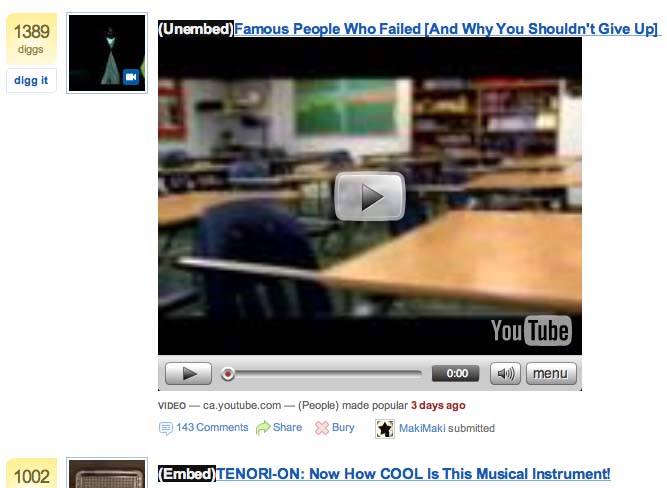 1389
diggs
digg it
(Unembed)Famous People Who Failed [And Why You Shouldn't Give Up]
YouTube
0:00
menu
VIDEO — ca.youtube.com — (People) made popular 3 days ago
143 Comments Share Bury MakiMaki submitted
1002
(Embed)TENORI-ON: Now How COOL Is This Musical Instrument!